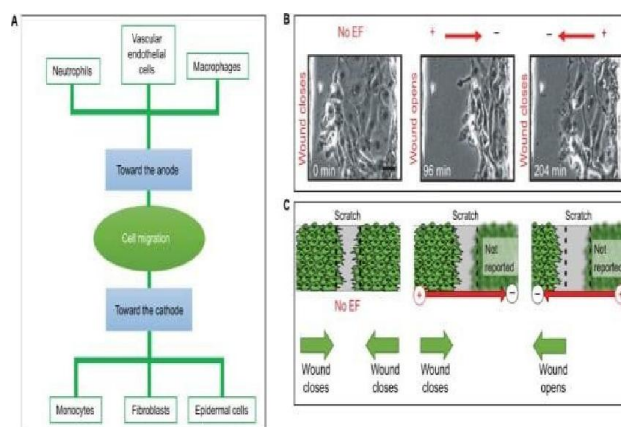 A
Neutrophils
Vascular
endothelial
cells
Macrophages
Toward the anode
Cell migration
Toward the cathode
Monocytes
Fibroblasts
Epidermal cells
B
No EF
+ −
− +
Wound closes
0 min
Wound opens
96 min
Wound closes
204 min
C
Scratch
Scratch
Scratch
Not
reported
Not
reported
No EF
+ −
− +
Wound
closes
Wound
closes
Wound
closes
Wound
opens